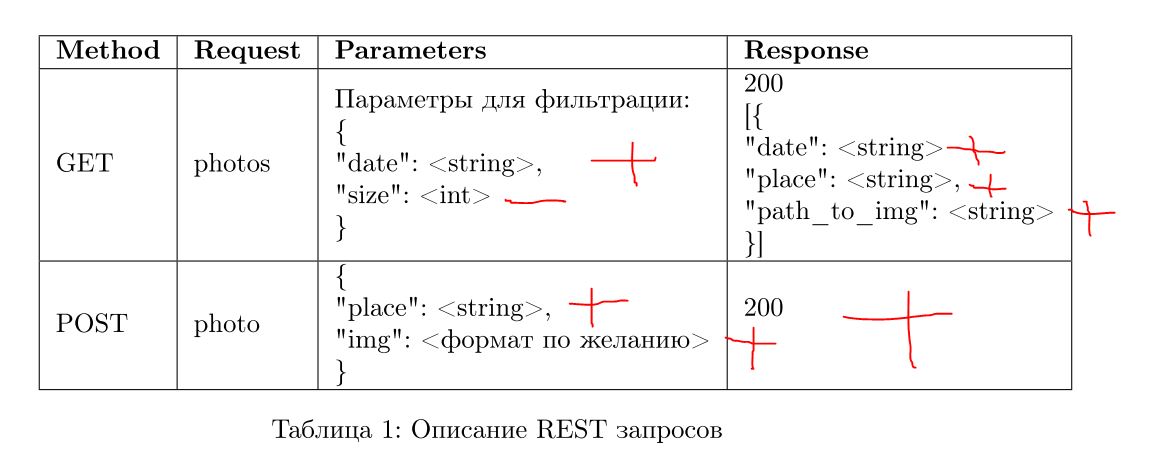 Method Request Parameters Response
GET photos
Параметры для фильтрации:
{
"date": <string>,
"size": <int>
}
200
[{
"date": <string>
"place": <string>,
"path_to_img": <string>
}]
POST photo
{
"place": <string>,
"img": <формат по желанию>
}
200
Таблица 1: Описание REST запросов